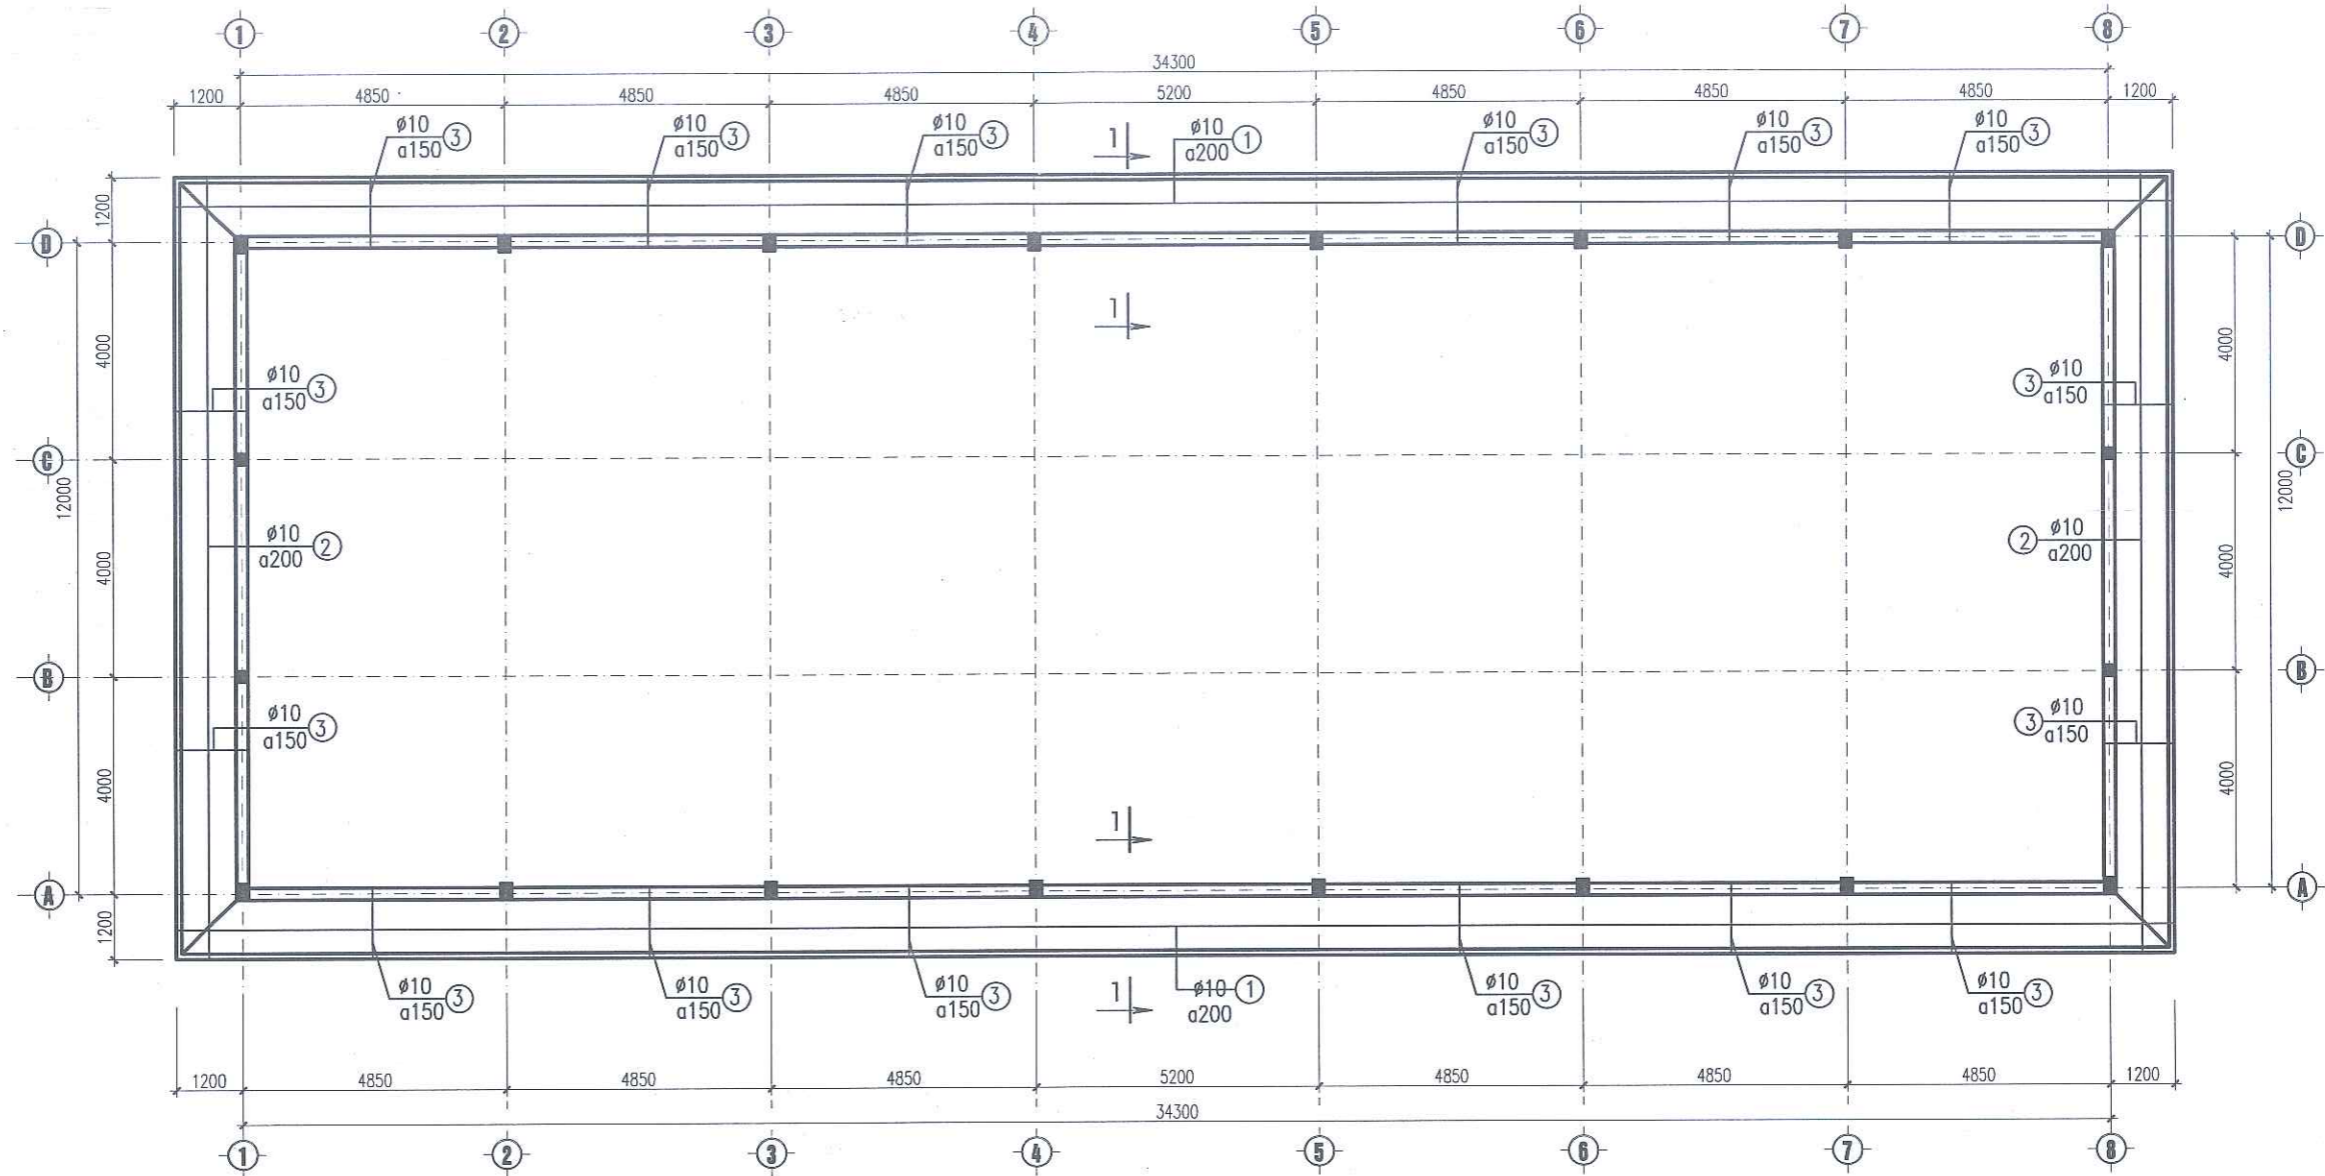 1 2 3 4 5 6 7 8
34300
1200 4850 4850 4850 5200 4850 4850 4850 1200
ø10 ø10 ø10 ø10 ø10 ø10 ø10
3 3 3 1 1 3 3 3
a150 a150 a150 a200 a150 a150 a150
1200 D D
1
4000 4000
ø10 3 3 ø10
a150 a150
C C
12000 12000
ø10 2 2 ø10
a200 a200
4000 4000
B B
ø10 3 3 ø10
a150 a150
4000 4000
1
A A
1200
ø10 ø10 ø10 ø10 ø10 ø10 ø10
3 3 3 1 1 3 3 3
a150 a150 a150 a200 a150 a150 a150
1200 4850 4850 4850 5200 4850 4850 4850 1200
34300
1 2 3 4 5 6 7 8